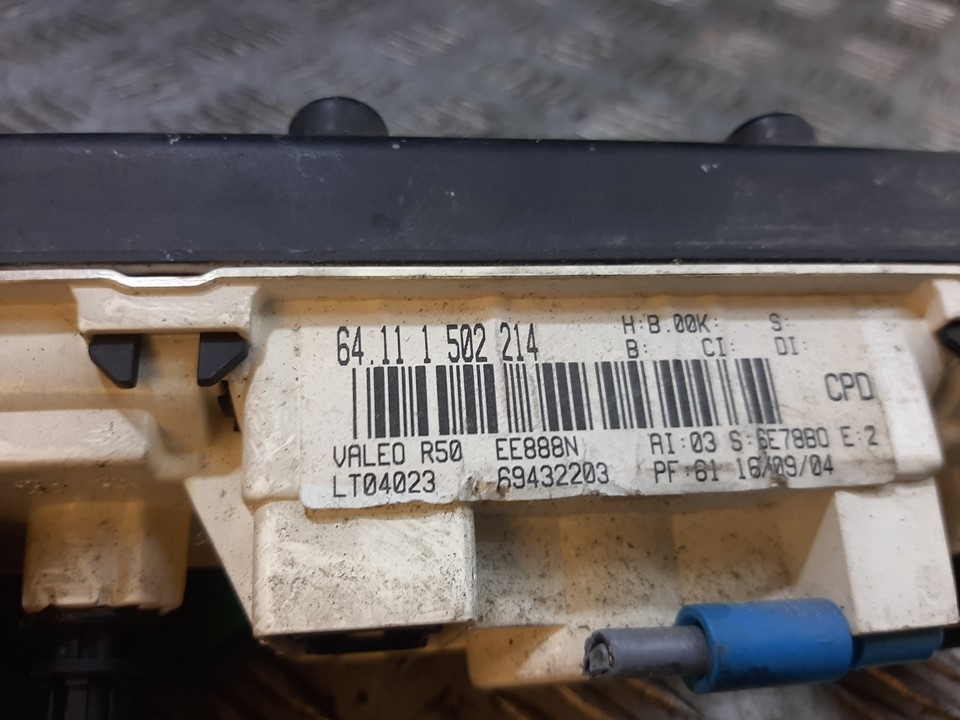 64.11 1 502 214
H:B.00K: S:
B: CI: DI:
CPD
VALEO R50 EE888N AI:03 S:6E78B0 E:2
LT04023 69432203 PF:81 16/09/04